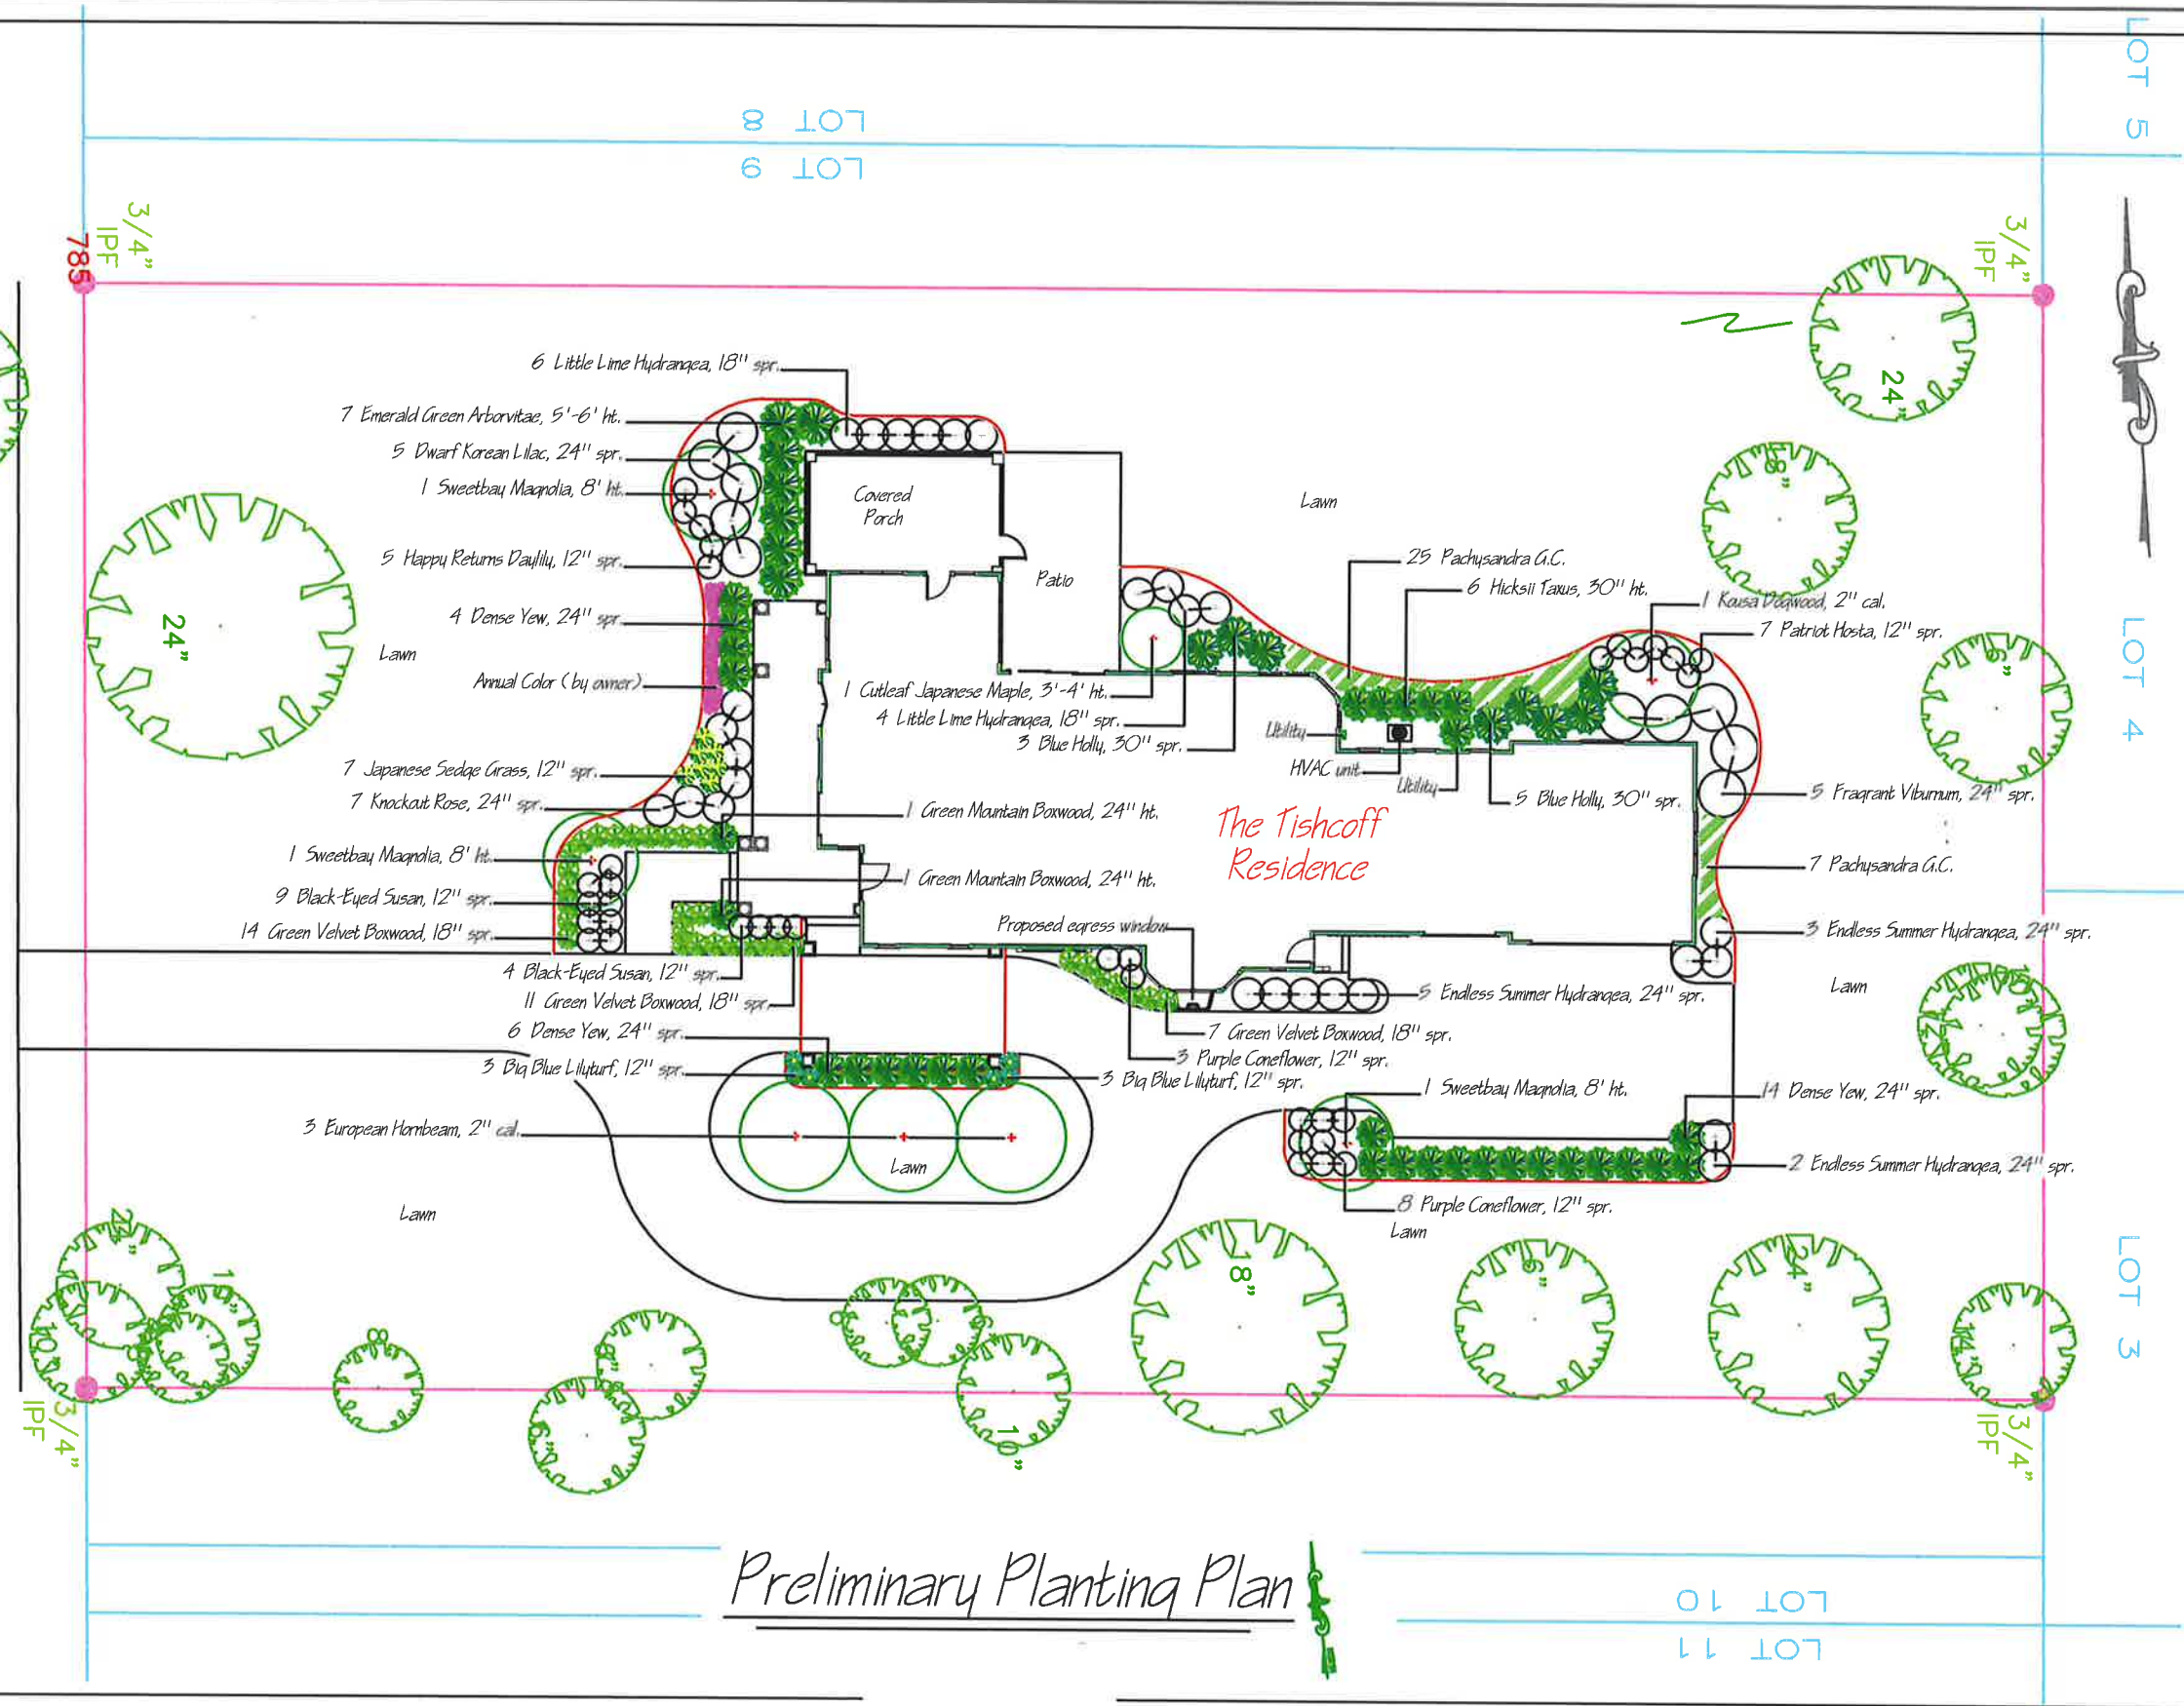 LOT 5
LOT 8
LOT 9
3/4"
IPF
785
3/4"
IPF
24"
6 Little Lime Hydrangea, 18" spr.
7 Emerald Green Arborvitae, 5'-6' ht.
5 Dwarf Korean Lilac, 24" spr.
1 Sweetbay Magnolia, 8' ht.
Covered
Porch
Lawn
18"
5 Happy Returns Daylily, 12" spr.
Patio
25 Pachysandra G.C.
6 Hicksii Taxus, 30" ht.
1 Kousa Dogwood, 2" cal.
7 Patriot Hosta, 12" spr.
4 Dense Yew, 24" spr.
24"
Lawn
6"
LOT 4
Annual Color (by owner)
1 Cutleaf Japanese Maple, 3'-4' ht.
4 Little Lime Hydrangea, 18" spr.
3 Blue Holly, 30" spr.
Utility
HVAC unit
Utility
7 Japanese Sedge Grass, 12" spr.
7 Knockout Rose, 24" spr.
5 Blue Holly, 30" spr.
5 Fragrant Viburnum, 24" spr.
1 Green Mountain Boxwood, 24" ht.
The Tishcoff
Residence
1 Sweetbay Magnolia, 8' ht.
7 Pachysandra G.C.
1 Green Mountain Boxwood, 24" ht.
9 Black-Eyed Susan, 12" spr.
14 Green Velvet Boxwood, 18" spr.
Proposed egress window
3 Endless Summer Hydrangea, 24" spr.
4 Black-Eyed Susan, 12" spr.
11 Green Velvet Boxwood, 18" spr.
5 Endless Summer Hydrangea, 24" spr.
Lawn
6 Dense Yew, 24" spr.
7 Green Velvet Boxwood, 18" spr.
3 Purple Coneflower, 12" spr.
3 Big Blue Lilyturf, 12" spr.
3 Big Blue Lilyturf, 12" spr.
1 Sweetbay Magnolia, 8' ht.
14 Dense Yew, 24" spr.
3 European Hornbeam, 2" cal.
Lawn
2 Endless Summer Hydrangea, 24" spr.
8 Purple Coneflower, 12" spr.
Lawn
Lawn
24"
10"
8
6"
10"
18"
6"
24"
14"
LOT 3
3/4"
IPF
3/4"
IPF
Preliminary Planting Plan
LOT 10
LOT 11